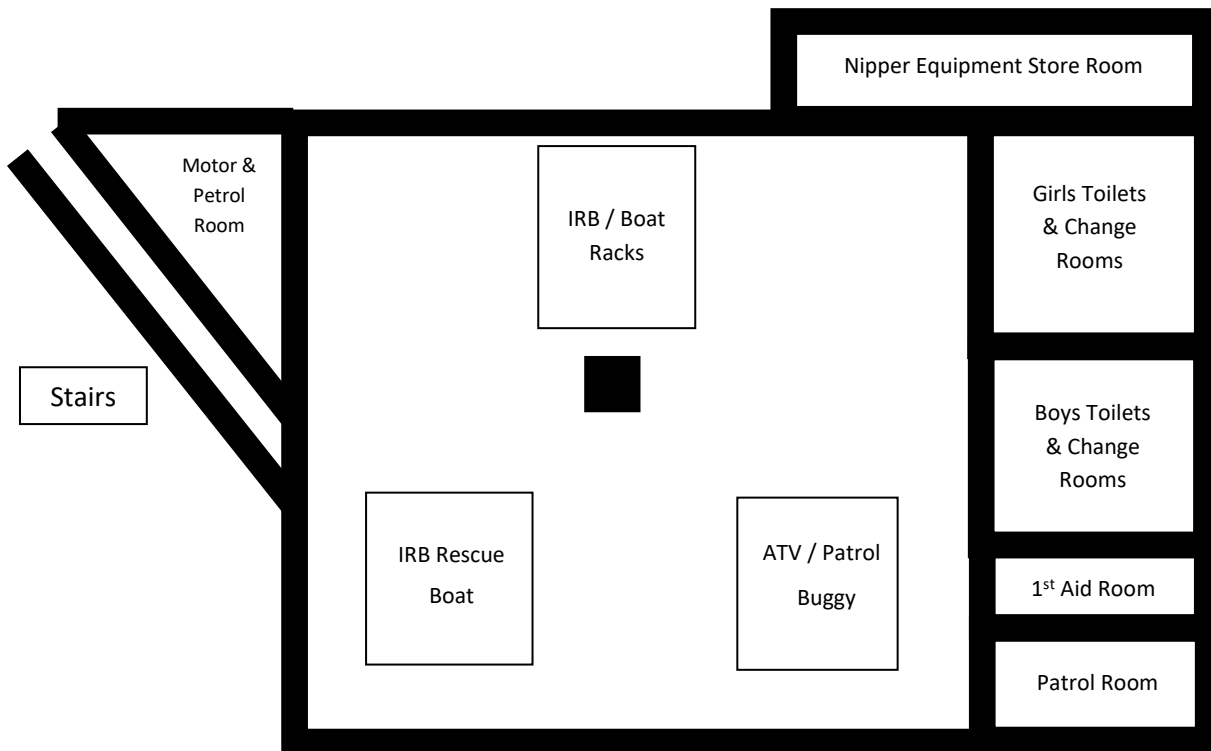 Nipper Equipment Store Room
Motor &
Petrol
Room
IRB / Boat
Racks
Girls Toilets
& Change
Rooms
Stairs
Boys Toilets
& Change
Rooms
IRB Rescue
Boat
ATV / Patrol
Buggy
1st Aid Room
Patrol Room